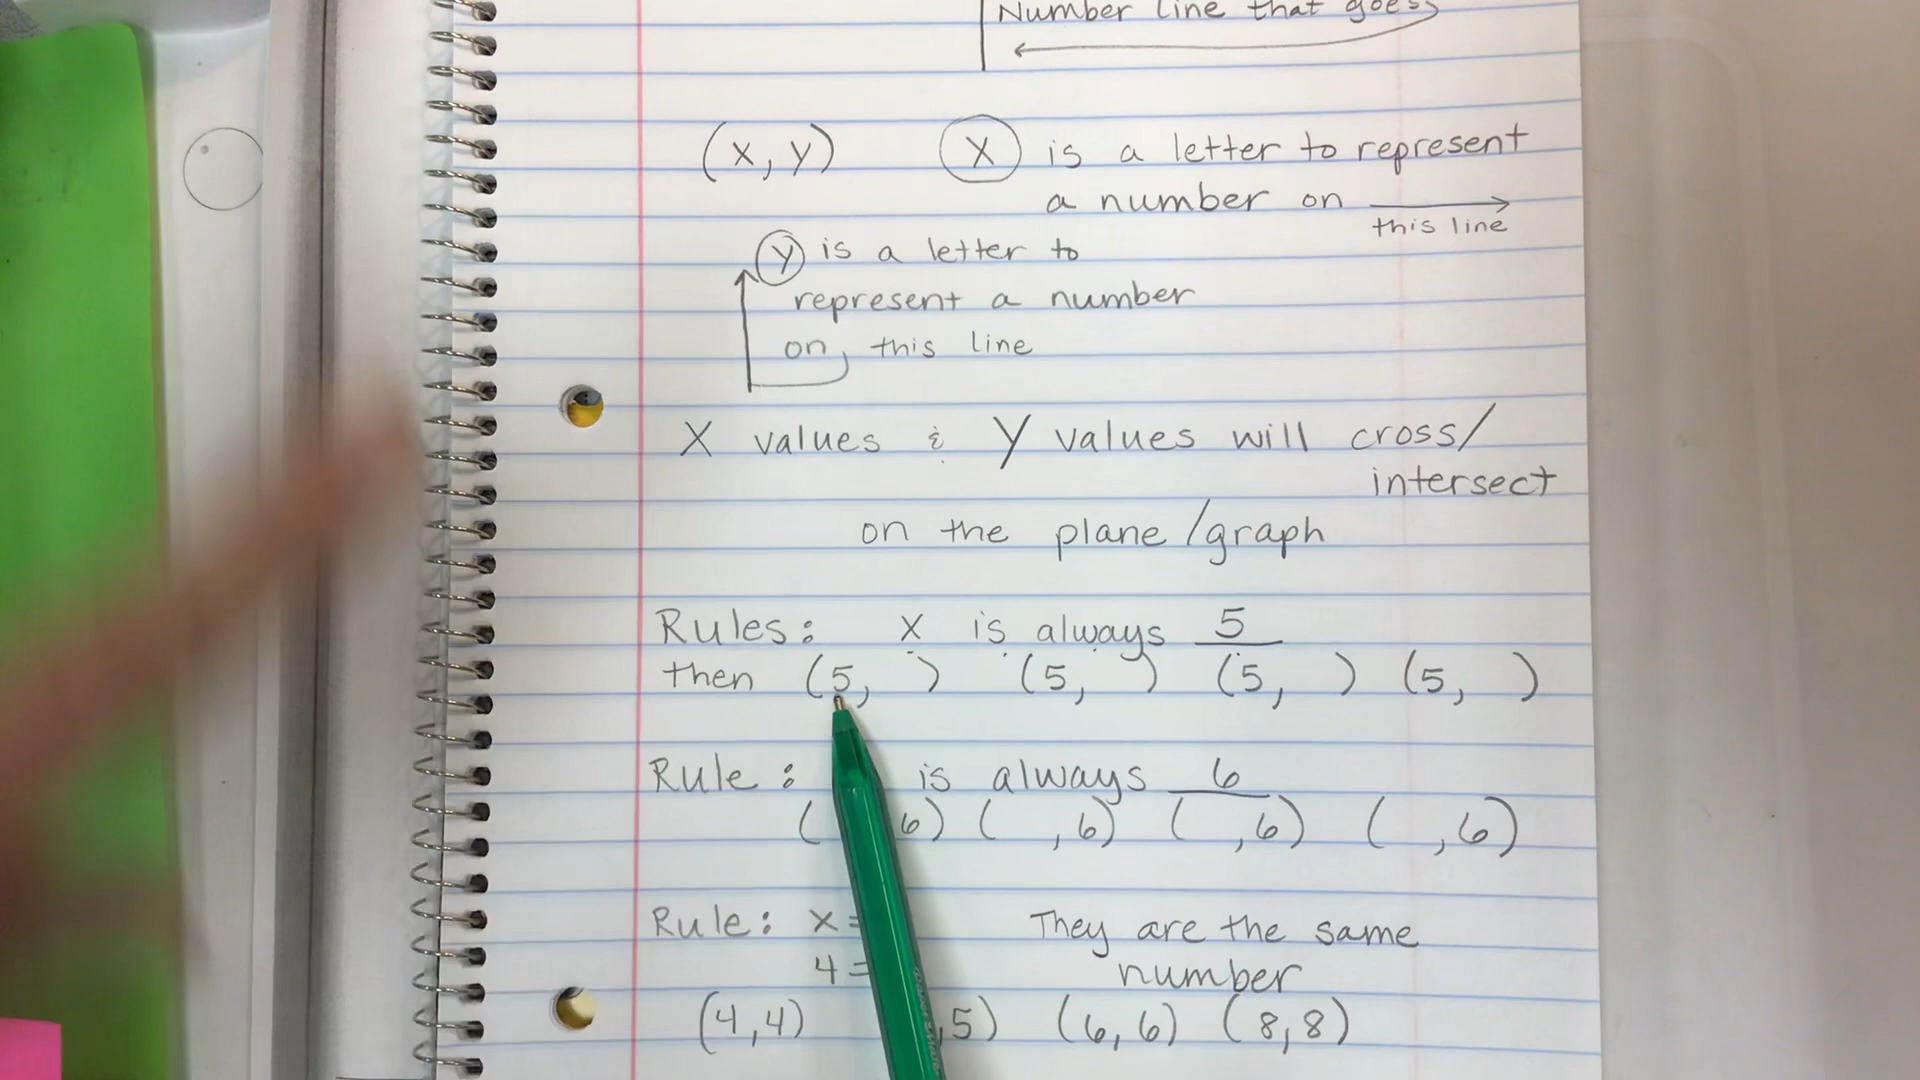 Number line that goes
(x, y) X is a letter to represent
a number on
this line
y is a letter to
represent a number
on, this line
X values & Y values will cross/
intersect
on the plane/graph
Rules: x is always 5
then (5, ) (5, ) (5, ) (5, )
Rule: is always 6
( 6) ( ,6) ( ,6) ( ,6)
Rule: x= They are the same
4= number
(4,4) ,5) (6,6) (8,8)